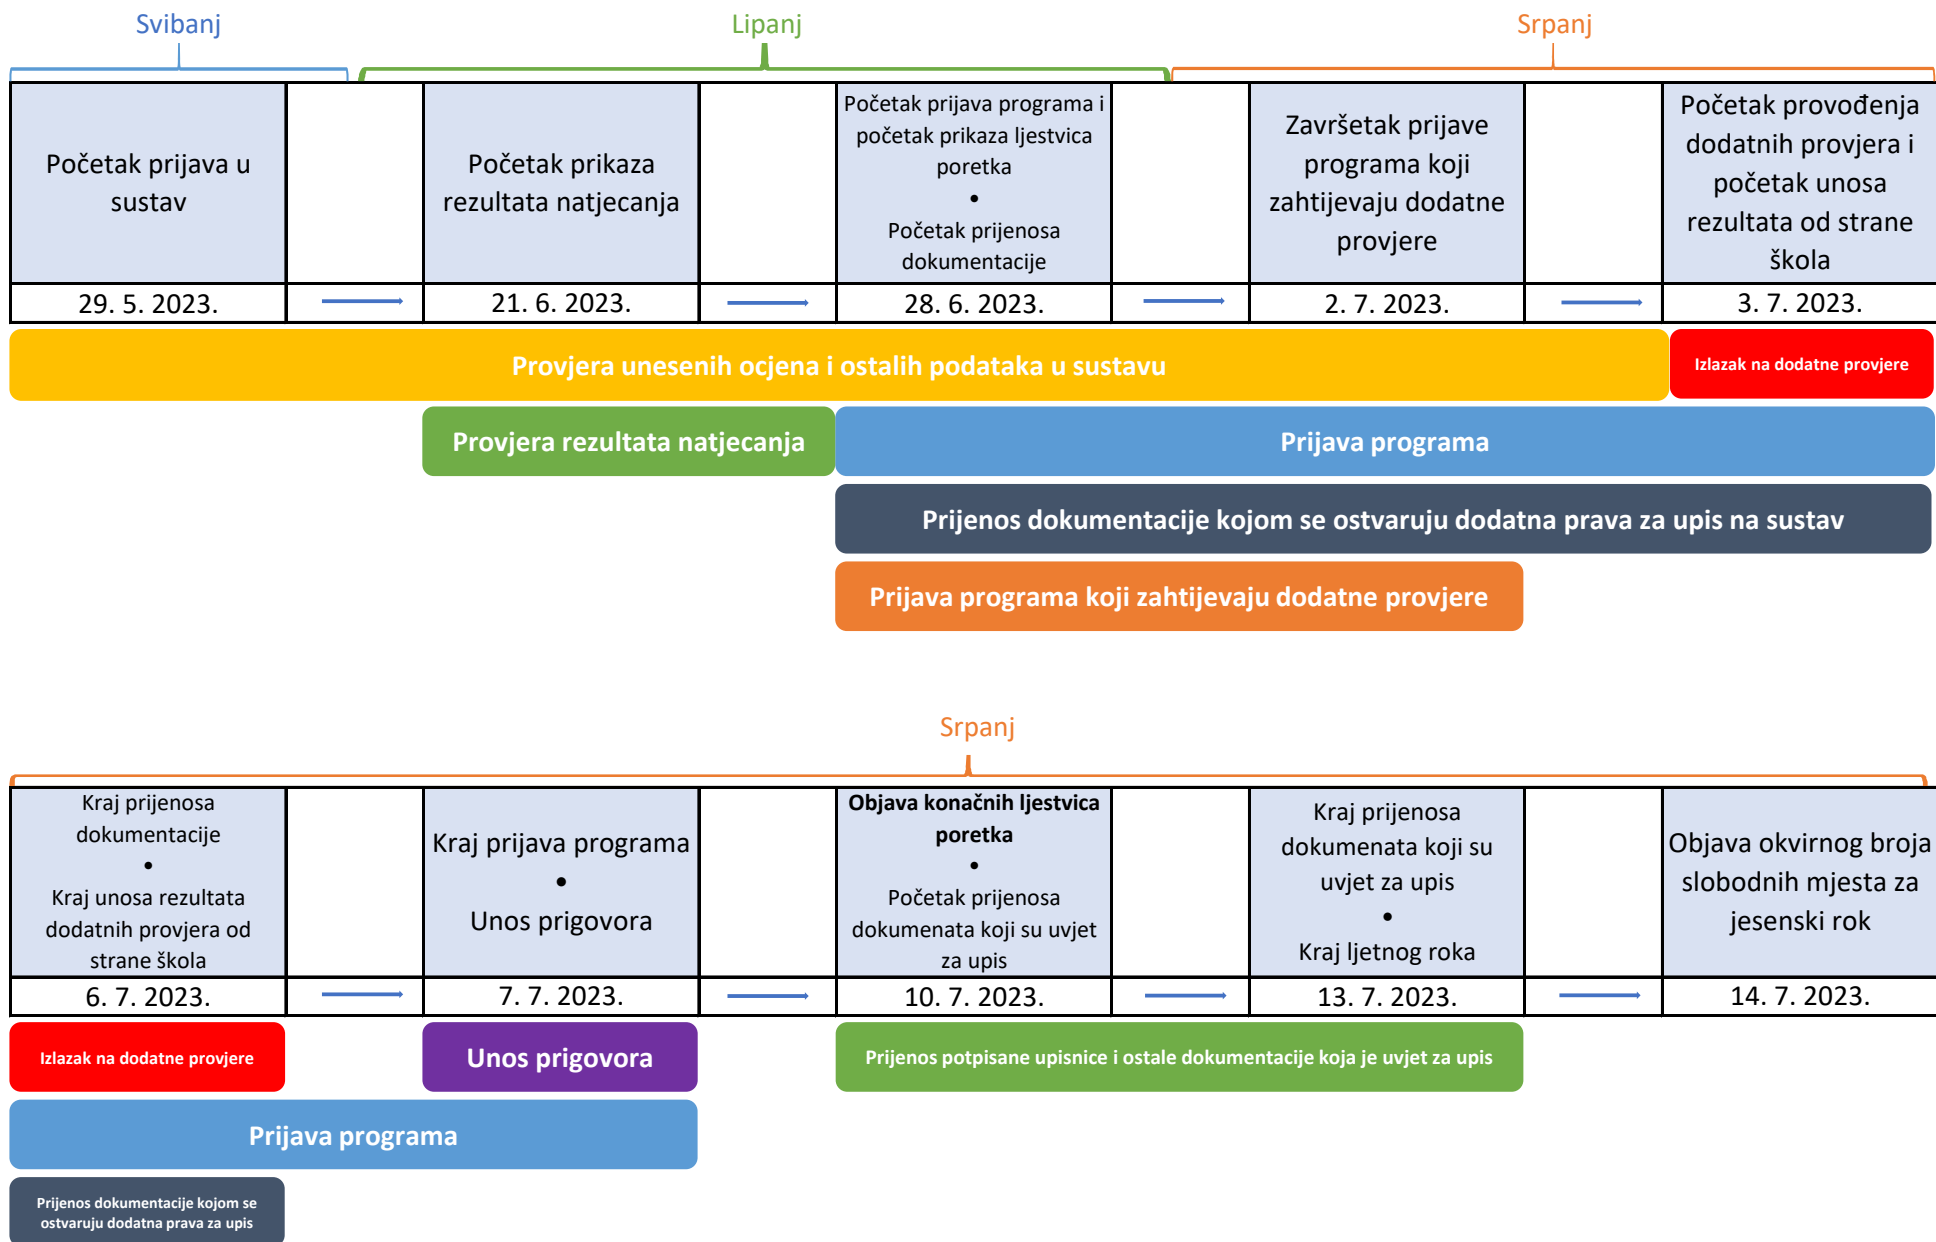 Svibanj
Lipanj
Srpanj
Početak prijava u
sustav
Početak prikaza
rezultata natjecanja
Početak prijava programa i
početak prikaza ljestvica
poretka
•
Početak prijenosa
dokumentacije
Završetak prijave
programa koji
zahtijevaju dodatne
provjere
Početak provođenja
dodatnih provjera i
početak unosa
rezultata od strane
škola
29. 5. 2023.
21. 6. 2023.
28. 6. 2023.
2. 7. 2023.
3. 7. 2023.
Provjera unesenih ocjena i ostalih podataka u sustavu
Izlazak na dodatne provjere
Provjera rezultata natjecanja
Prijava programa
Prijenos dokumentacije kojom se ostvaruju dodatna prava za upis na sustav
Prijava programa koji zahtijevaju dodatne provjere
Srpanj
Kraj prijenosa
dokumentacije
•
Kraj unosa rezultata
dodatnih provjera od
strane škola
Kraj prijava programa
•
Unos prigovora
Objava konačnih ljestvica
poretka
•
Početak prijenosa
dokumenata koji su uvjet
za upis
Kraj prijenosa
dokumenata koji su
uvjet za upis
•
Kraj ljetnog roka
Objava okvirnog broja
slobodnih mjesta za
jesenski rok
6. 7. 2023.
7. 7. 2023.
10. 7. 2023.
13. 7. 2023.
14. 7. 2023.
Izlazak na dodatne provjere
Unos prigovora
Prijenos potpisane upisnice i ostale dokumentacije koja je uvjet za upis
Prijava programa
Prijenos dokumentacije kojom se
ostvaruju dodatna prava za upis